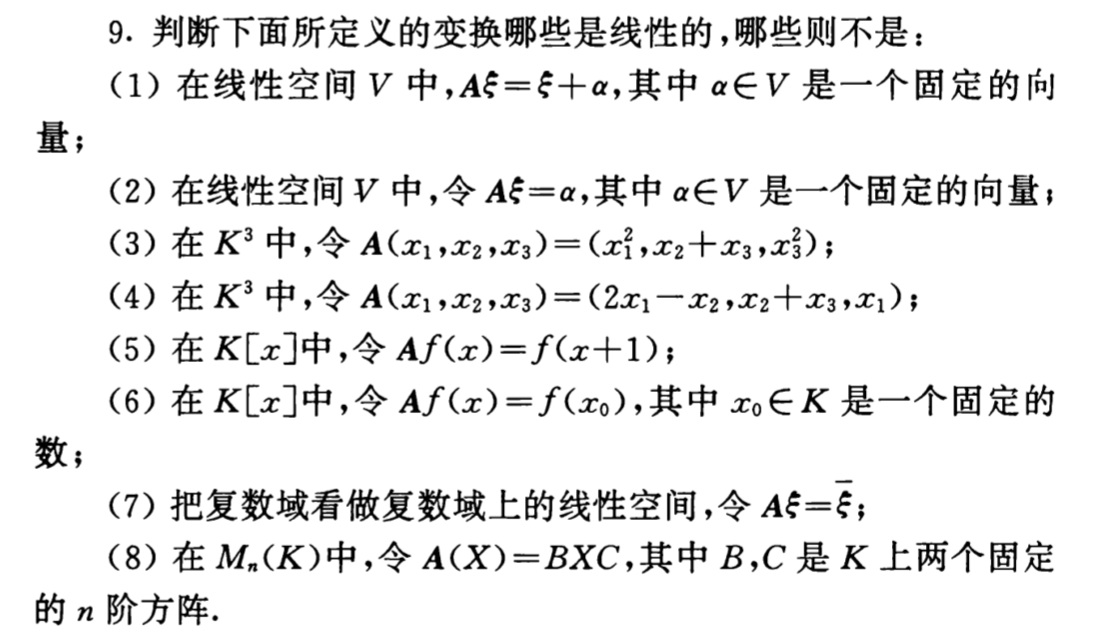 9. 判断下面所定义的变换哪些是线性的,哪些则不是:
(1) 在线性空间 V 中,Aξ=ξ+α,其中 α∈V 是一个固定的向
量;
(2) 在线性空间 V 中,令 Aξ=α,其中 α∈V 是一个固定的向量;
(3) 在 K³ 中,令 A(x₁,x₂,x₃)=(x₁²,x₂+x₃,x₃²);
(4) 在 K³ 中,令 A(x₁,x₂,x₃)=(2x₁−x₂,x₂+x₃,x₁);
(5) 在 K[x]中,令 Af(x)=f(x+1);
(6) 在 K[x]中,令 Af(x)=f(x₀),其中 x₀∈K 是一个固定的
数;
(7) 把复数域看做复数域上的线性空间,令 Aξ=ξ̅;
(8) 在 Mₙ(K)中,令 A(X)=BXC,其中 B,C 是 K 上两个固定
的 n 阶方阵.